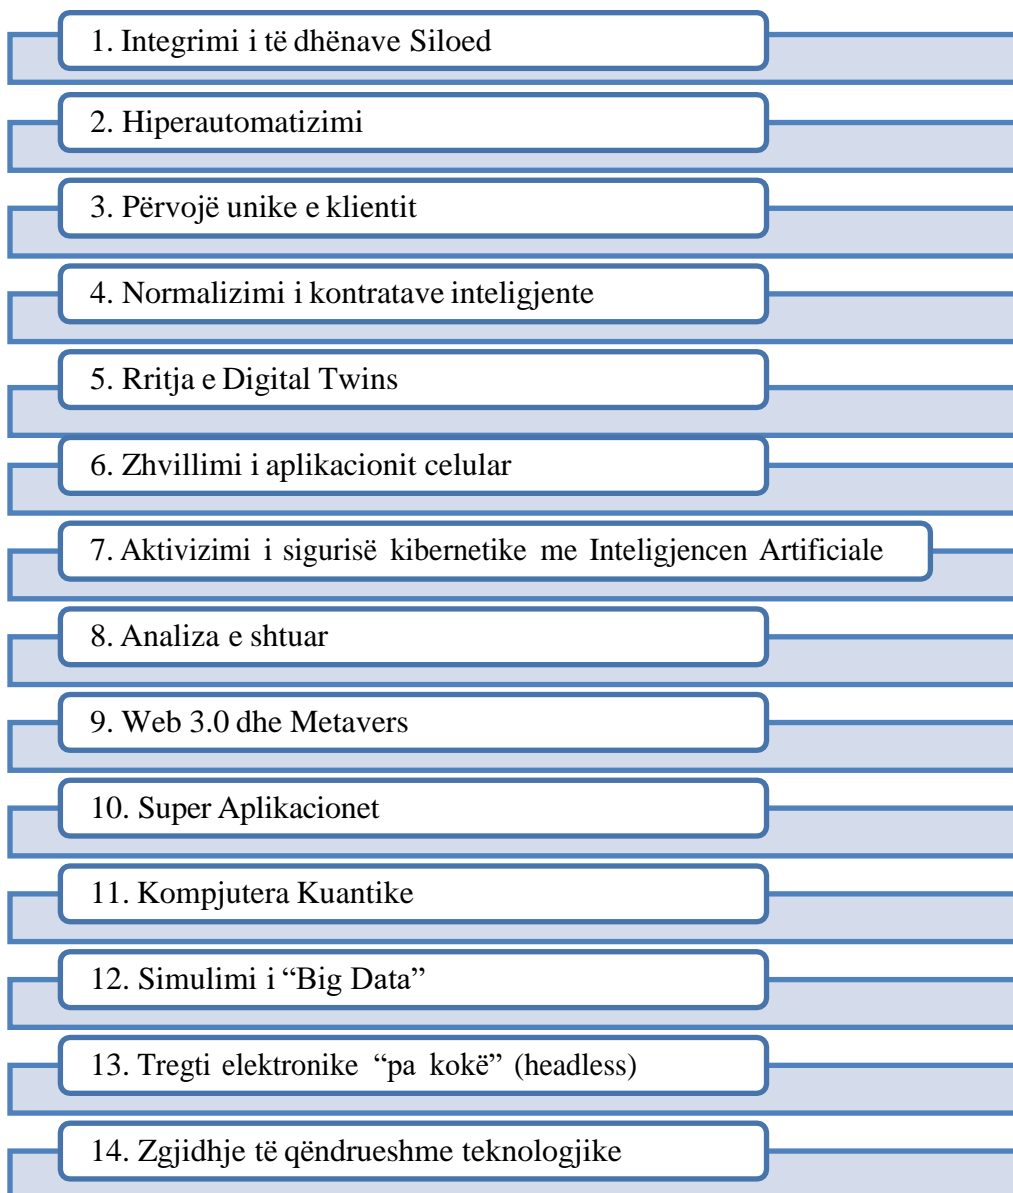 1. Integrimi i të dhënave Siloed
2. Hiperautomatizimi
3. Përvojë unike e klientit
4. Normalizimi i kontratave inteligjente
5. Rritja e Digital Twins
6. Zhvillimi i aplikacionit celular
7. Aktivizimi i sigurisë kibernetike me Inteligjencen Artificiale
8. Analiza e shtuar
9. Web 3.0 dhe Metavers
10. Super Aplikacionet
11. Kompjutera Kuantike
12. Simulimi i “Big Data”
13. Tregti elektronike “pa kokë” (headless)
14. Zgjidhje të qëndrueshme teknologjike